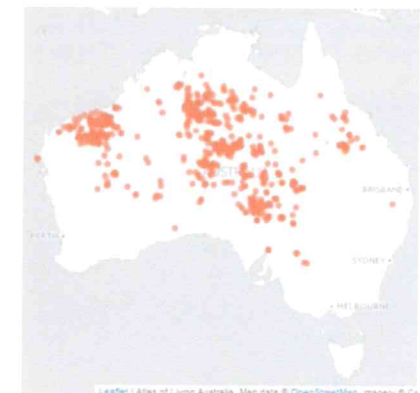 BRISBANE
PERTH
SYDNEY
MELBOURNE
Leaflet | Atlas of Living Australia, Map data © OpenStreetMap, imagery ©